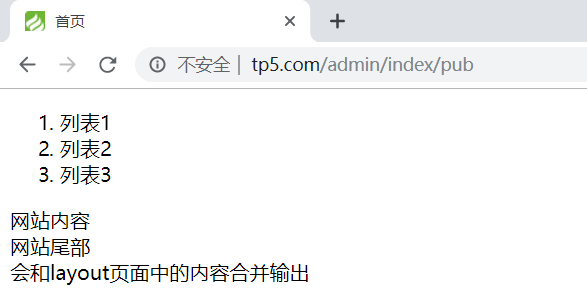 首页
不安全 | tp5.com/admin/index/pub
1. 列表1
2. 列表2
3. 列表3
网站内容
网站尾部
会和layout页面中的内容合并输出